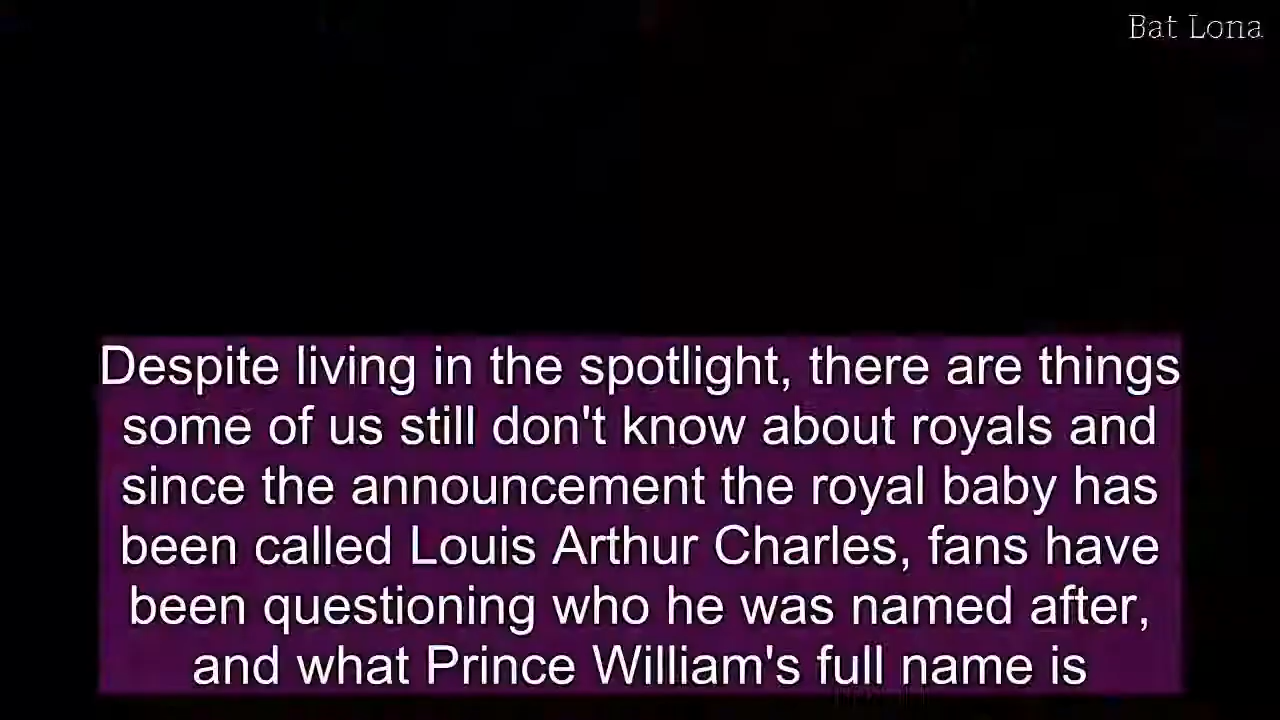 Bat Lona
Despite living in the spotlight, there are things
some of us still don't know about royals and
since the announcement the royal baby has
been called Louis Arthur Charles, fans have
been questioning who he was named after,
and what Prince William's full name is